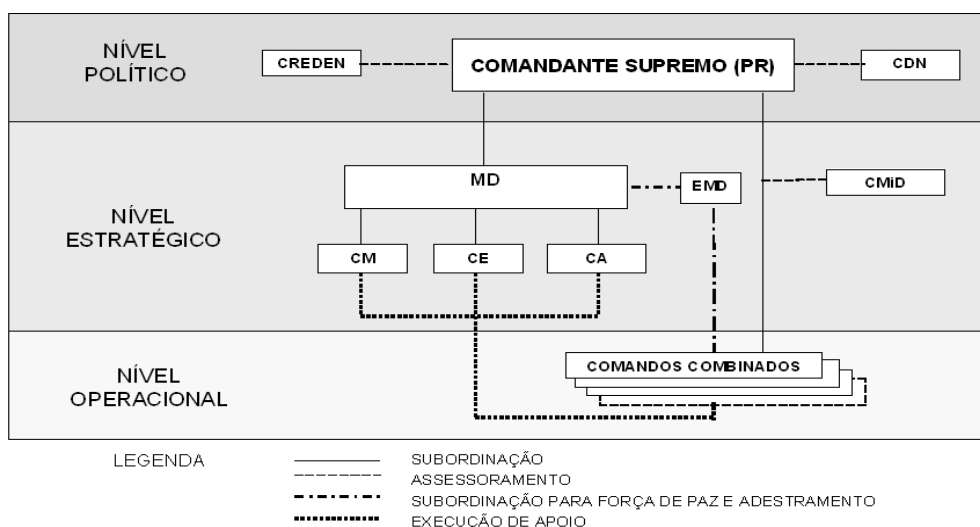 NÍVEL
POLÍTICO
CREDEN
COMANDANTE SUPREMO (PR)
CDN
NÍVEL
ESTRATÉGICO
MD
EMD
CMiD
CM
CE
CA
NÍVEL
OPERACIONAL
COMANDOS COMBINADOS
LEGENDA
SUBORDINAÇÃO
ASSESSORAMENTO
SUBORDINAÇÃO PARA FORÇA DE PAZ E ADESTRAMENTO
EXECUÇÃO DE APOIO